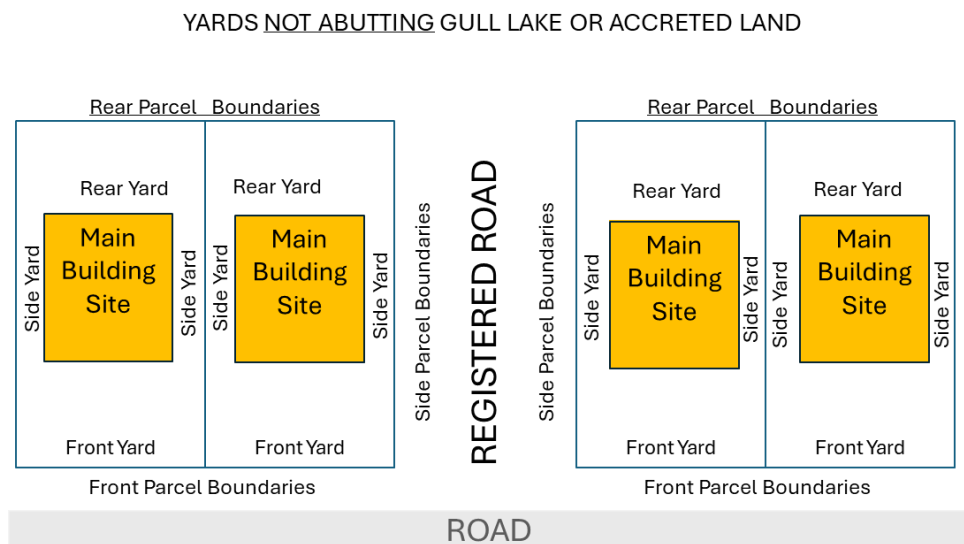 YARDS NOT ABUTTING GULL LAKE OR ACCRETED LAND
Rear Parcel Boundaries
Rear Parcel Boundaries
Rear Yard
Rear Yard
Rear Yard
Rear Yard
Side Yard
Main
Building
Site
Side Yard
Side Yard
Main
Building
Site
Side Yard
Side Parcel Boundaries
REGISTERED ROAD
Side Parcel Boundaries
Side Yard
Main
Building
Site
Side Yard
Side Yard
Main
Building
Site
Side Yard
Front Yard
Front Yard
Front Yard
Front Yard
Front Parcel Boundaries
Front Parcel Boundaries
ROAD